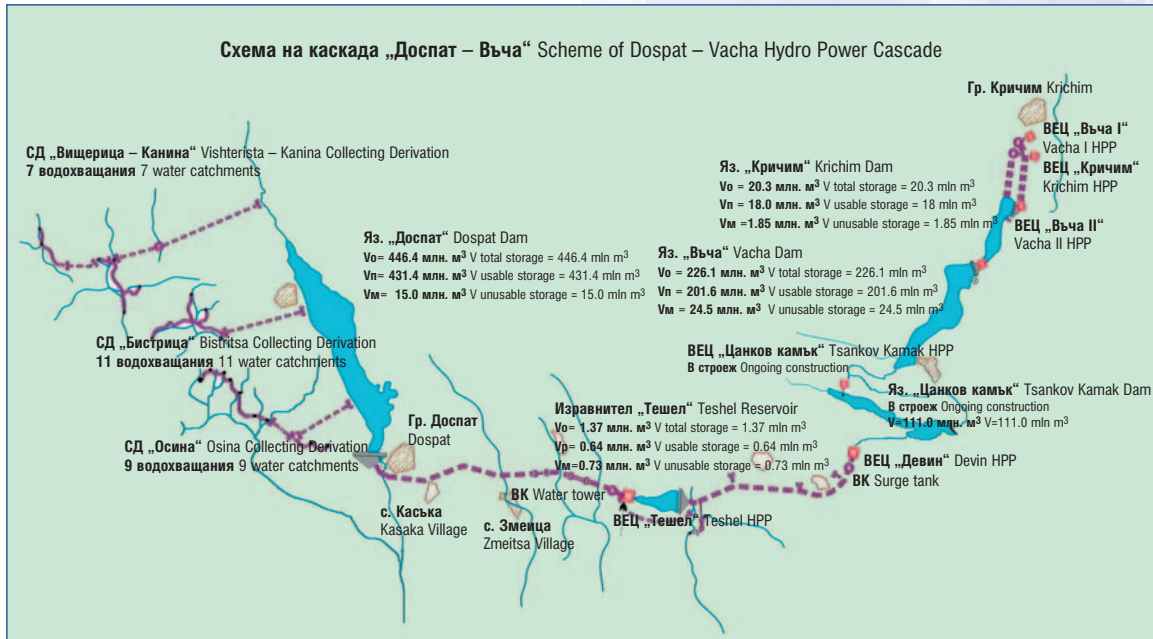 Схема на каскада „Доспат – Въча“ Scheme of Dospat – Vacha Hydro Power Cascade
Гр. Кричим Krichim
ВЕЦ „Въча I“
Vacha I HPP
ВЕЦ „Кричим“
Krichim HPP
ВЕЦ „Въча II“
Vacha II HPP
СД „Вищерица – Канина“ Vishterista – Kanina Collecting Derivation
7 водохващания 7 water catchments
Яз. „Кричим“ Krichim Dam
Vo = 20.3 млн. м³ V total storage = 20.3 mln m³
Vп = 18.0 млн. м³ V usable storage = 18 mln m³
Vм =1.85 млн. м³ V unusable storage = 1.85 mln m³
Яз. „Доспат“ Dospat Dam
Vo= 446.4 млн. м³ V total storage = 446.4 mln m³
Vп= 431.4 млн. м³ V usable storage = 431.4 mln m³
Vм= 15.0 млн. м³ V unusable storage = 15.0 mln m³
Яз. „Въча“ Vacha Dam
Vo = 226.1 млн. м³ V total storage = 226.1 mln m³
Vп = 201.6 млн. м³ V usable storage = 201.6 mln m³
Vм = 24.5 млн. м³ V unusable storage = 24.5 mln m³
СД „Бистрица“ Bistritsa Collecting Derivation
11 водохващания 11 water catchments
ВЕЦ „Цанков камък“ Tsankov Kamak HPP
В строеж Ongoing construction
Яз. „Цанков камък“ Tsankov Kamak Dam
В строеж Ongoing construction
V=111.0 млн. м³ V=111.0 mln m³
СД „Осина“ Osina Collecting Derivation
9 водохващания 9 water catchments
Гр. Доспат
Dospat
Изравнител „Тешел“ Teshel Reservoir
Vo= 1.37 млн. м³ V total storage = 1.37 mln m³
Vр= 0.64 млн. м³ V usable storage = 0.64 mln m³
Vм=0.73 млн. м³ V unusable storage = 0.73 mln m³
ВЕЦ „Девин“ Devin HPP
ВК Surge tank
ВК Water tower
с. Каська
Kasaka Village
с. Змеица
Zmeitsa Village
ВЕЦ „Тешел“ Teshel HPP